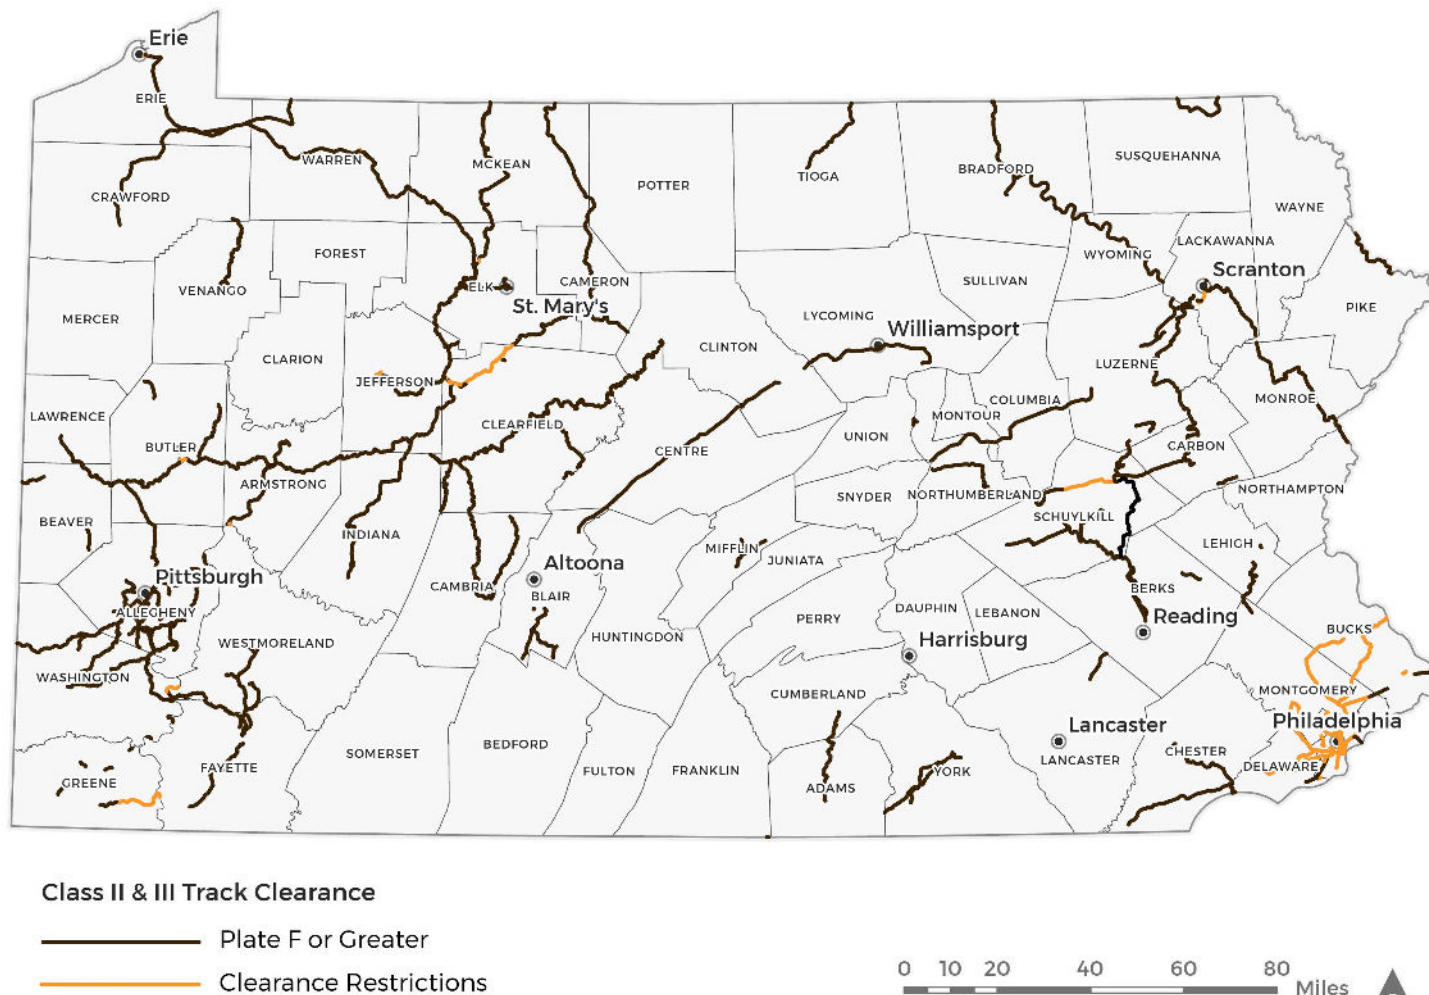 Erie
ERIE
WARREN
MCKEAN
CRAWFORD
POTTER
TIOGA
BRADFORD
SUSQUEHANNA
WAYNE
FOREST
VENANGO
ELK
CAMERON
St. Mary's
SULLIVAN
WYOMING
LACKAWANNA
Scranton
PIKE
MERCER
CLARION
JEFFERSON
CLINTON
LYCOMING
Williamsport
LUZERNE
MONROE
LAWRENCE
BUTLER
CLEARFIELD
CENTRE
UNION
MONTOUR
COLUMBIA
CARBON
ARMSTRONG
BEAVER
INDIANA
SNYDER
NORTHUMBERLAND
SCHUYLKILL
NORTHAMPTON
LEHIGH
Pittsburgh
ALLEGHENY
CAMBRIA
Altoona
BLAIR
MIFFLIN
JUNIATA
BERKS
Reading
WESTMORELAND
HUNTINGDON
PERRY
DAUPHIN
LEBANON
Harrisburg
BUCKS
WASHINGTON
CUMBERLAND
MONTGOMERY
Philadelphia
Lancaster
LANCASTER
CHESTER
DELAWARE
GREENE
FAYETTE
SOMERSET
BEDFORD
FULTON
FRANKLIN
ADAMS
YORK
Class II & III Track Clearance
Plate F or Greater
Clearance Restrictions
0 10 20 40 60 80
Miles